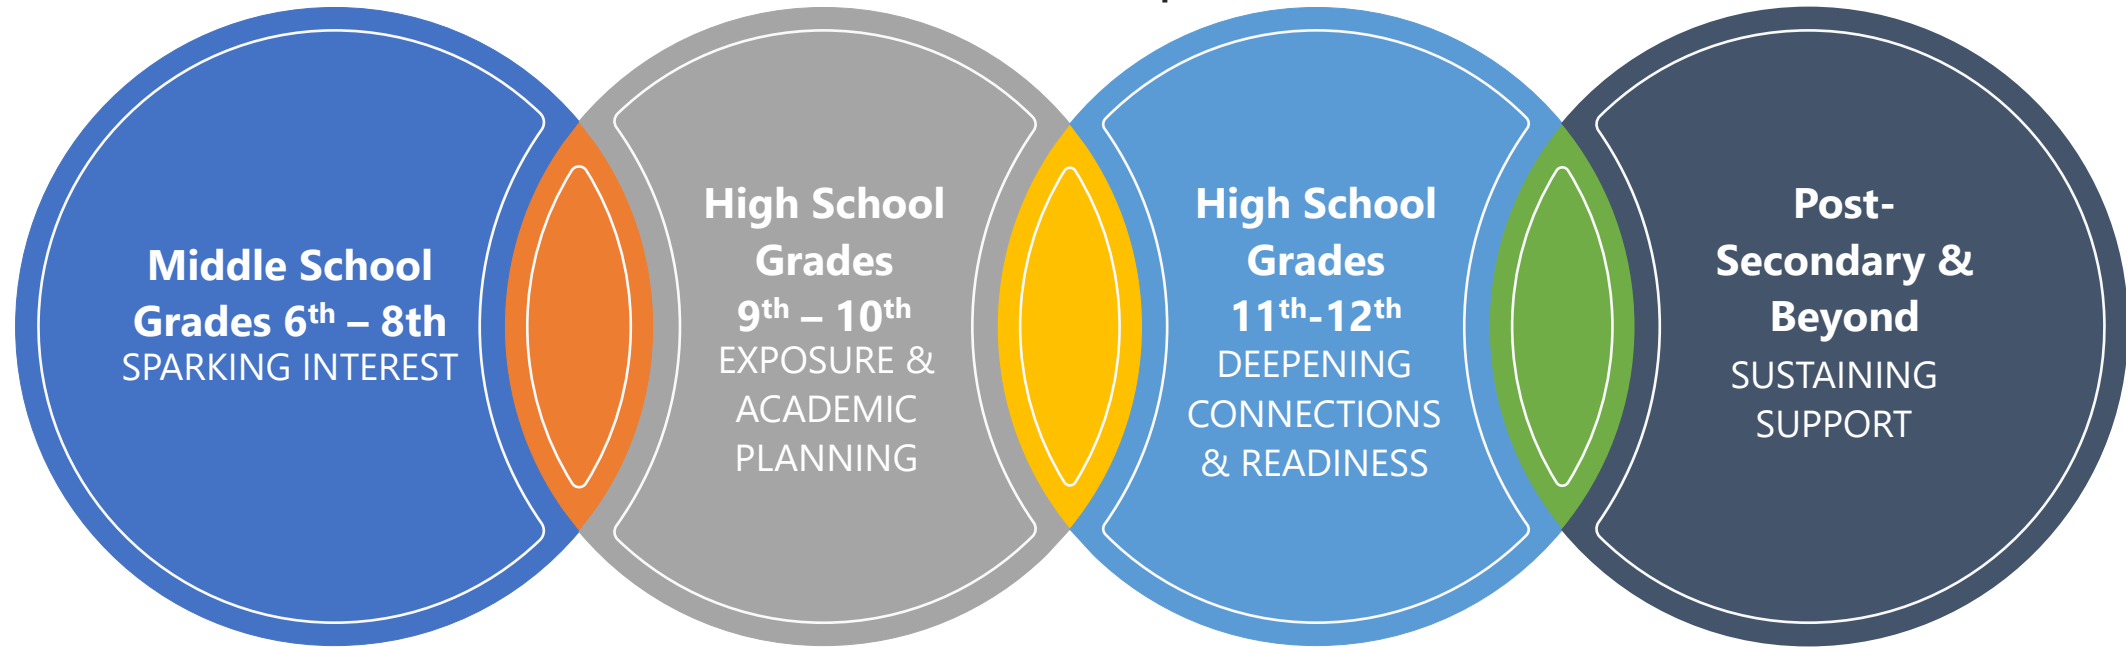 Middle School
Grades 6th – 8th
SPARKING INTEREST
High School
Grades
9th – 10th
EXPOSURE &
ACADEMIC
PLANNING
High School
Grades
11th-12th
DEEPENING
CONNECTIONS
& READINESS
Post-
Secondary &
Beyond
SUSTAINING
SUPPORT